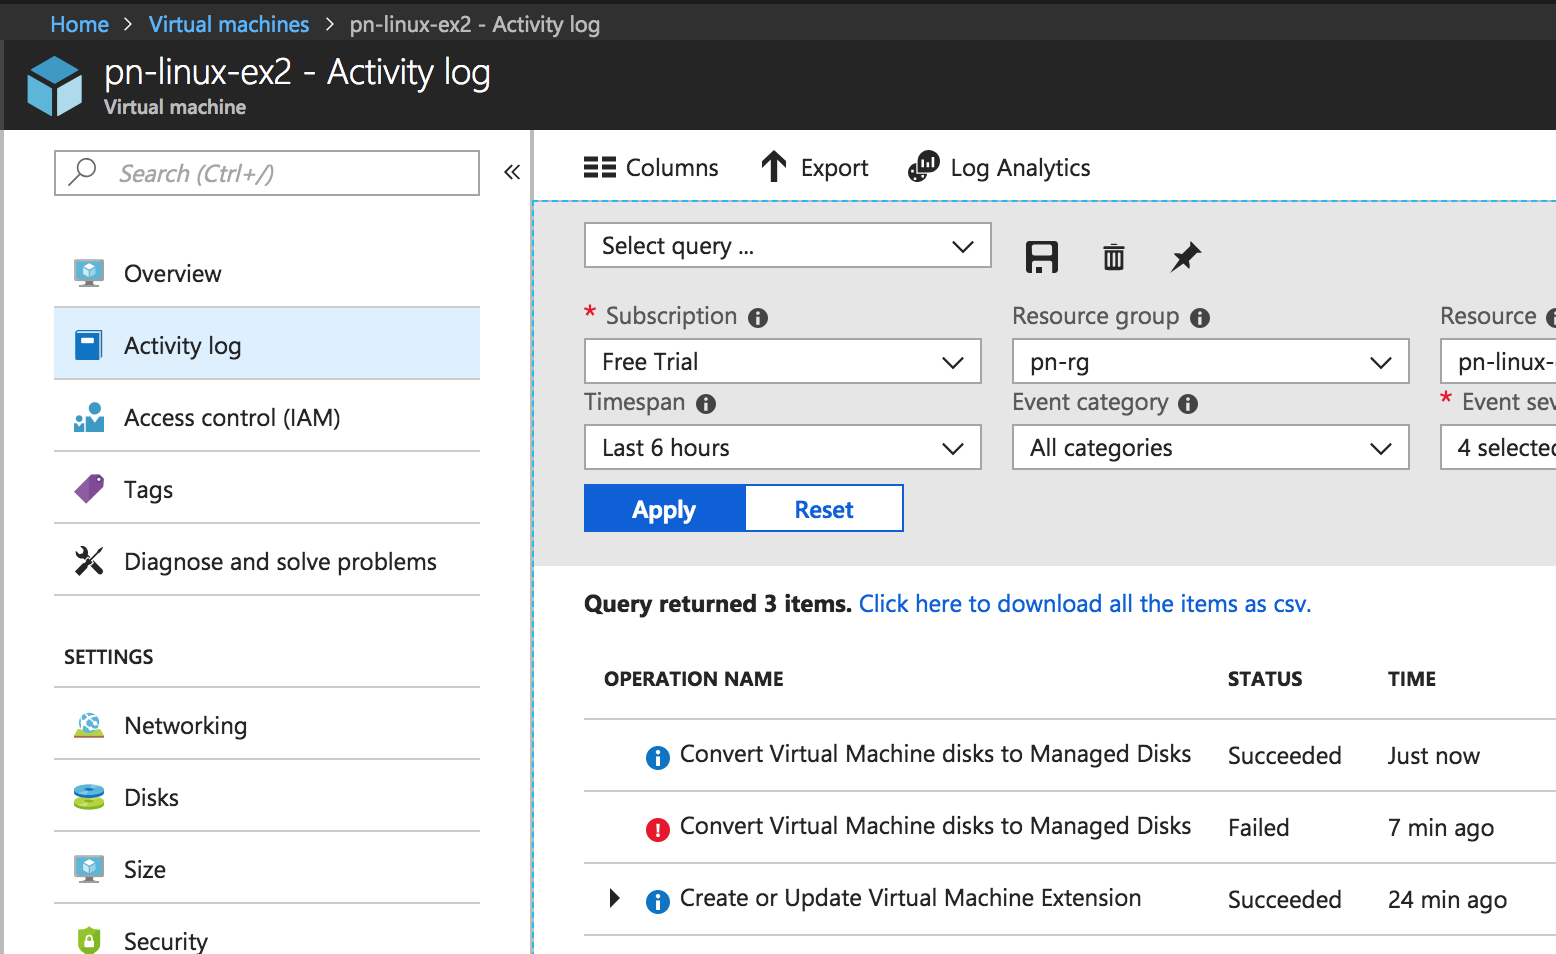 Home > Virtual machines > pn-linux-ex2 - Activity log
pn-linux-ex2 - Activity log
Virtual machine
Search (Ctrl+/)
«
Overview
Activity log
Access control (IAM)
Tags
Diagnose and solve problems
SETTINGS
Networking
Disks
Size
Security
Columns Export Log Analytics
Select query ...
* Subscription Resource group Resource
Free Trial pn-rg pn-linux-
Timespan Event category * Event sev
Last 6 hours All categories 4 selected
Apply Reset
Query returned 3 items. Click here to download all the items as csv.
OPERATION NAME STATUS TIME
Convert Virtual Machine disks to Managed Disks Succeeded Just now
Convert Virtual Machine disks to Managed Disks Failed 7 min ago
Create or Update Virtual Machine Extension Succeeded 24 min ago